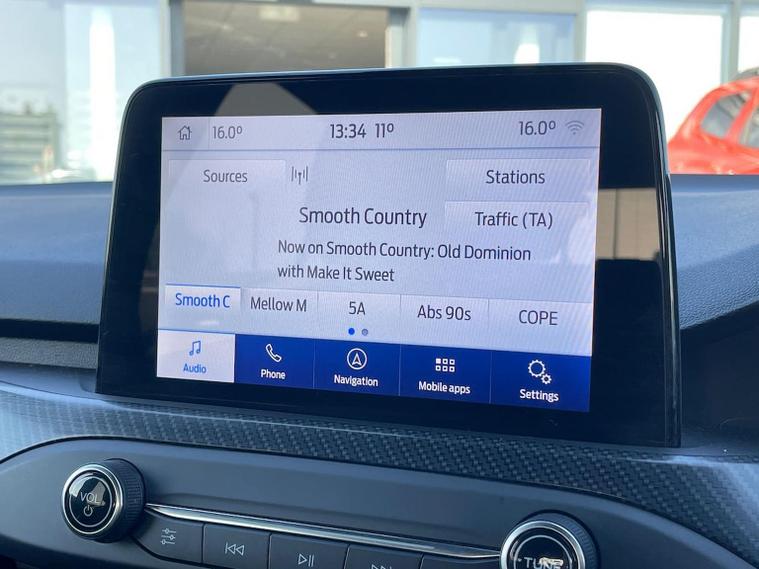 16.0° 13:34 11° 16.0°
Sources Stations
Smooth Country Traffic (TA)
Now on Smooth Country: Old Dominion
with Make It Sweet
Smooth C Mellow M 5A Abs 90s COPE
Audio Phone Navigation Mobile apps Settings
VOL
TUNE